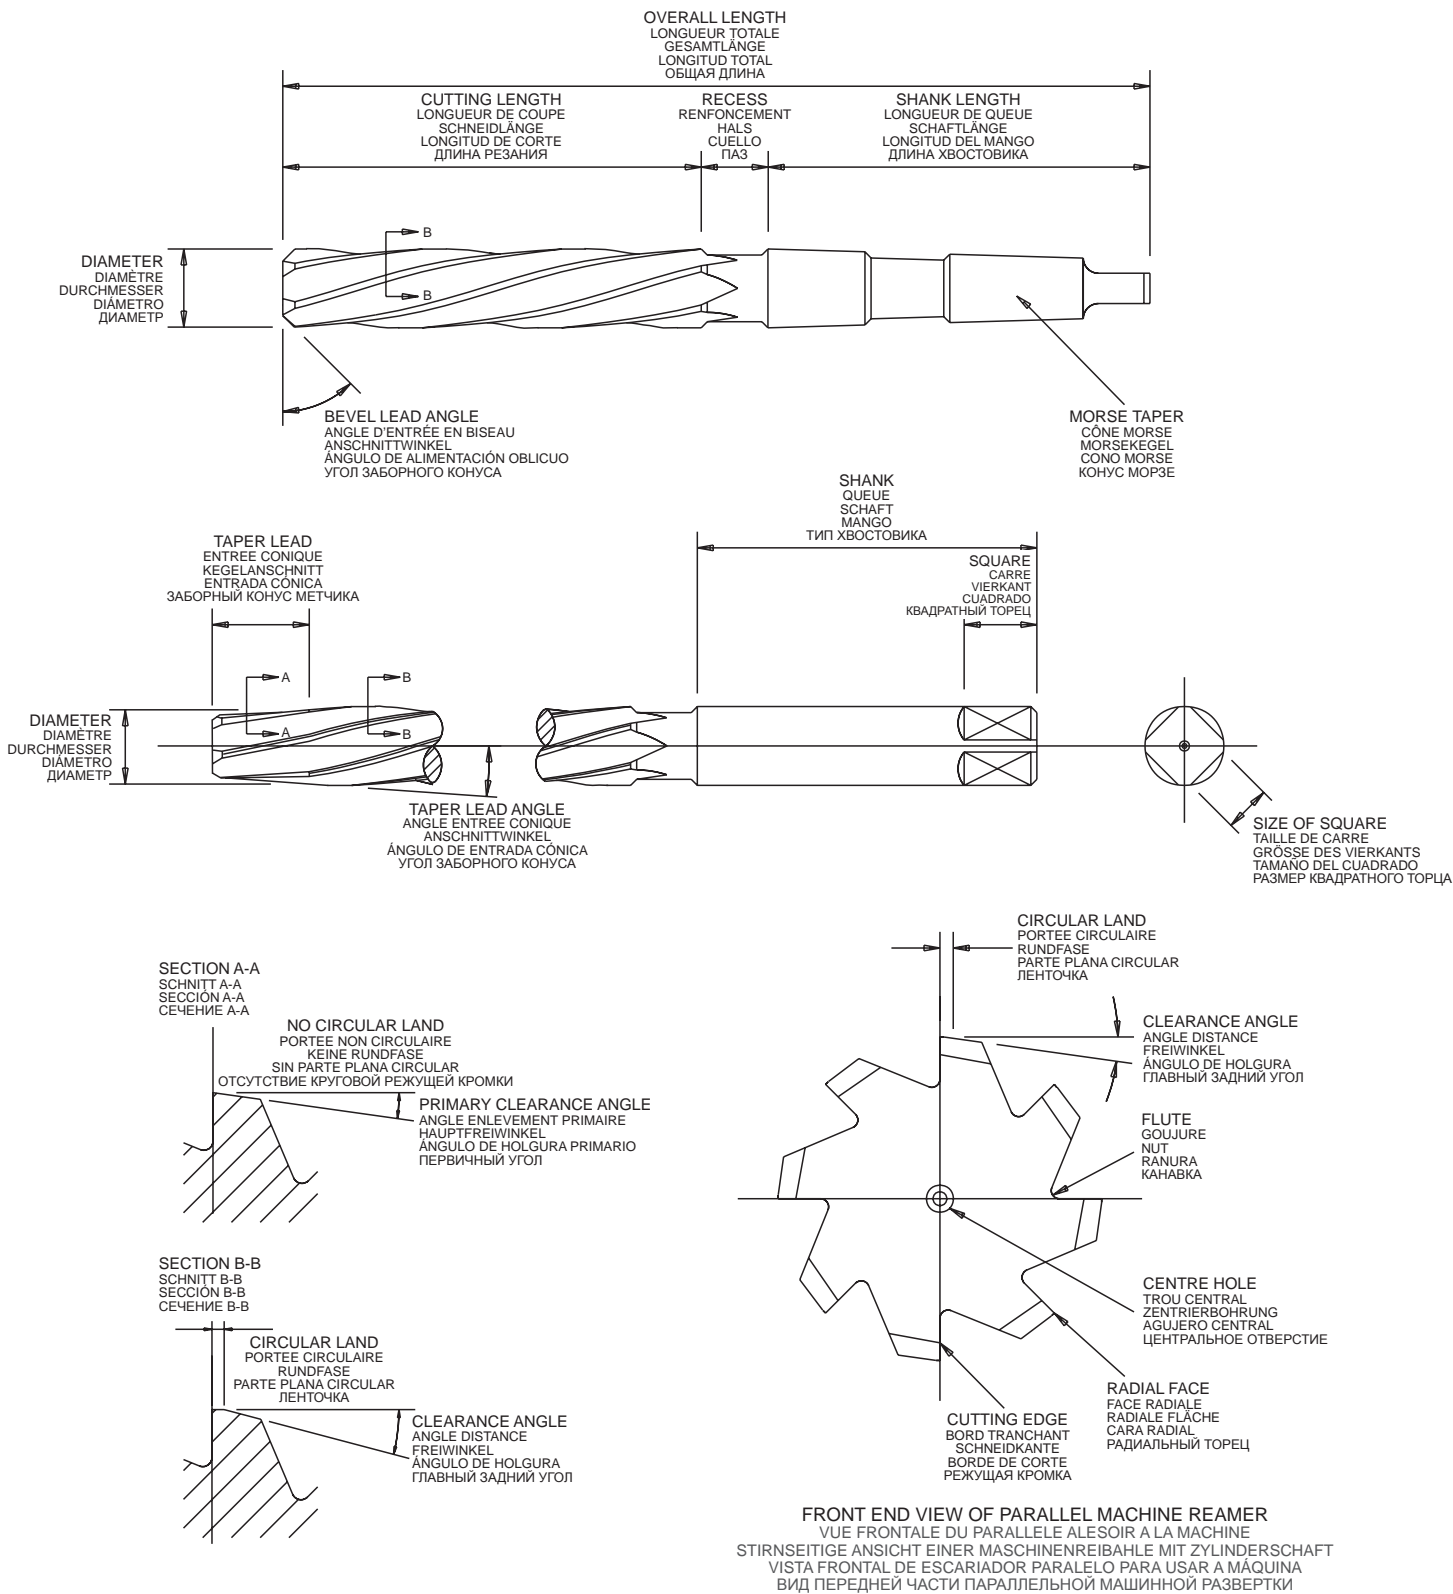 OVERALL LENGTH
LONGUEUR TOTALE
GESAMTLÄNGE
LONGITUD TOTAL
ОБЩАЯ ДЛИНА
CUTTING LENGTH
LONGUEUR DE COUPE
SCHNEIDLÄNGE
LONGITUD DE CORTE
ДЛИНА РЕЗАНИЯ
RECESS
RENFONCEMENT
HALS
CUELLO
ПАЗ
SHANK LENGTH
LONGUEUR DE QUEUE
SCHAFTLÄNGE
LONGITUD DEL MANGO
ДЛИНА ХВОСТОВИКА
B
B
DIAMETER
DIAMÈTRE
DURCHMESSER
DIÁMETRO
ДИАМЕТР
BEVEL LEAD ANGLE
ANGLE D'ENTRÉE EN BISEAU
ANSCHNITTWINKEL
ÁNGULO DE ALIMENTACIÓN OBLICUO
УГОЛ ЗАБОРНОГО КОНУСА
MORSE TAPER
CÔNE MORSE
MORSEKEGEL
CONO MORSE
КОНУС МОРЗЕ
SHANK
QUEUE
SCHAFT
MANGO
ТИП ХВОСТОВИКА
TAPER LEAD
ENTREE CONIQUE
KEGELANSCHNITT
ENTRADA CÓNICA
ЗАБОРНЫЙ КОНУС МЕТЧИКА
SQUARE
CARRE
VIERKANT
CUADRADO
КВАДРАТНЫЙ ТОРЕЦ
A
B
A
B
DIAMETER
DIAMÈTRE
DURCHMESSER
DIÁMETRO
ДИАМЕТР
TAPER LEAD ANGLE
ANGLE ENTREE CONIQUE
ANSCHNITTWINKEL
ÁNGULO DE ENTRADA CÓNICA
УГОЛ ЗАБОРНОГО КОНУСА
SIZE OF SQUARE
TAILLE DE CARRE
GRÖSSE DES VIERKANTS
TAMAÑO DEL CUADRADO
РАЗМЕР КВАДРАТНОГО ТОРЦА
SECTION A-A
SCHNITT A-A
SECCIÓN A-A
СЕЧЕНИЕ A-A
NO CIRCULAR LAND
PORTEE NON CIRCULAIRE
KEINE RUNDFASE
SIN PARTE PLANA CIRCULAR
ОТСУТСТВИЕ КРУГОВОЙ РЕЖУЩЕЙ КРОМКИ
PRIMARY CLEARANCE ANGLE
ANGLE ENLEVEMENT PRIMAIRE
HAUPTFREIWINKEL
ÁNGULO DE HOLGURA PRIMARIO
ПЕРВИЧНЫЙ УГОЛ
SECTION B-B
SCHNITT B-B
SECCIÓN B-B
СЕЧЕНИЕ B-B
CIRCULAR LAND
PORTEE CIRCULAIRE
RUNDFASE
PARTE PLANA CIRCULAR
ЛЕНТОЧКА
CLEARANCE ANGLE
ANGLE DISTANCE
FREIWINKEL
ÁNGULO DE HOLGURA
ГЛАВНЫЙ ЗАДНИЙ УГОЛ
CIRCULAR LAND
PORTEE CIRCULAIRE
RUNDFASE
PARTE PLANA CIRCULAR
ЛЕНТОЧКА
CLEARANCE ANGLE
ANGLE DISTANCE
FREIWINKEL
ÁNGULO DE HOLGURA
ГЛАВНЫЙ ЗАДНИЙ УГОЛ
FLUTE
GOUJURE
NUT
RANURA
КАНАВКА
CENTRE HOLE
TROU CENTRAL
ZENTRIERBOHRUNG
AGUJERO CENTRAL
ЦЕНТРАЛЬНОЕ ОТВЕРСТИЕ
RADIAL FACE
FACE RADIALE
RADIALE FLÄCHE
CARA RADIAL
РАДИАЛЬНЫЙ ТОРЕЦ
CUTTING EDGE
BORD TRANCHANT
SCHNEIDKANTE
BORDE DE CORTE
РЕЖУЩАЯ КРОМКА
FRONT END VIEW OF PARALLEL MACHINE REAMER
VUE FRONTALE DU PARALLELE ALESOIR A LA MACHINE
STIRNSEITIGE ANSICHT EINER MASCHINENREIBAHLE MIT ZYLINDERSCHAFT
VISTA FRONTAL DE ESCARIADOR PARALELO PARA USAR A MÁQUINA
ВИД ПЕРЕДНЕЙ ЧАСТИ ПАРАЛЛЕЛЬНОЙ МАШИННОЙ РАЗВЕРТКИ